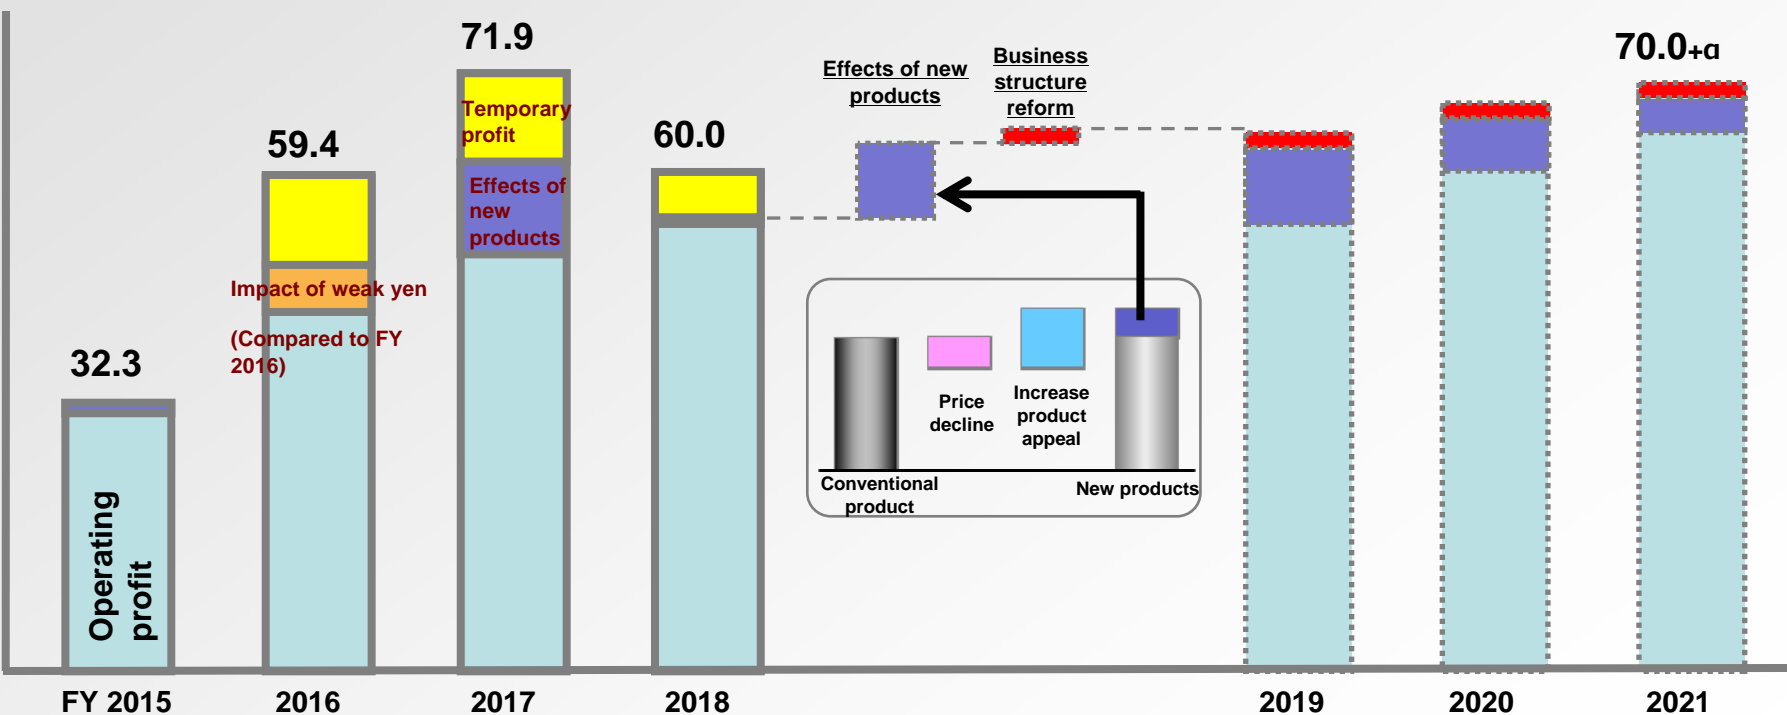 71.9
70.0+α
Effects of new
products
Business
structure
reform
59.4
60.0
Temporary
profit
Effects of
new
products
Impact of weak yen
(Compared to FY
2016)
32.3
Operating
profit
Price
decline
Increase
product
appeal
Conventional
product
New products
FY 2015
2016
2017
2018
2019
2020
2021